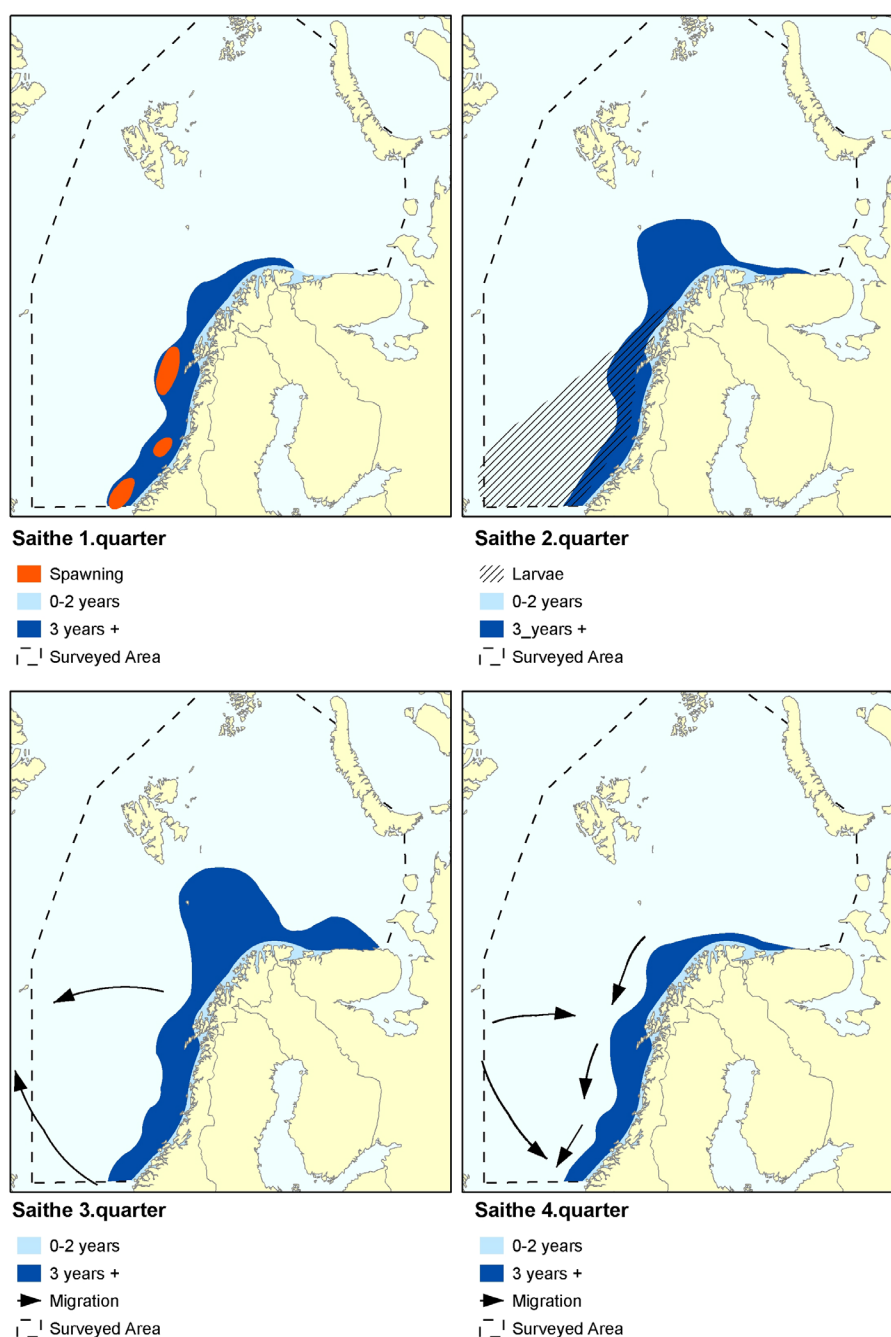 Saithe 1.quarter
Spawning
0-2 years
3 years +
Surveyed Area
Saithe 2.quarter
Larvae
0-2 years
3_years +
Surveyed Area
Saithe 3.quarter
0-2 years
3 years +
Migration
Surveyed Area
Saithe 4.quarter
0-2 years
3 years +
Migration
Surveyed Area